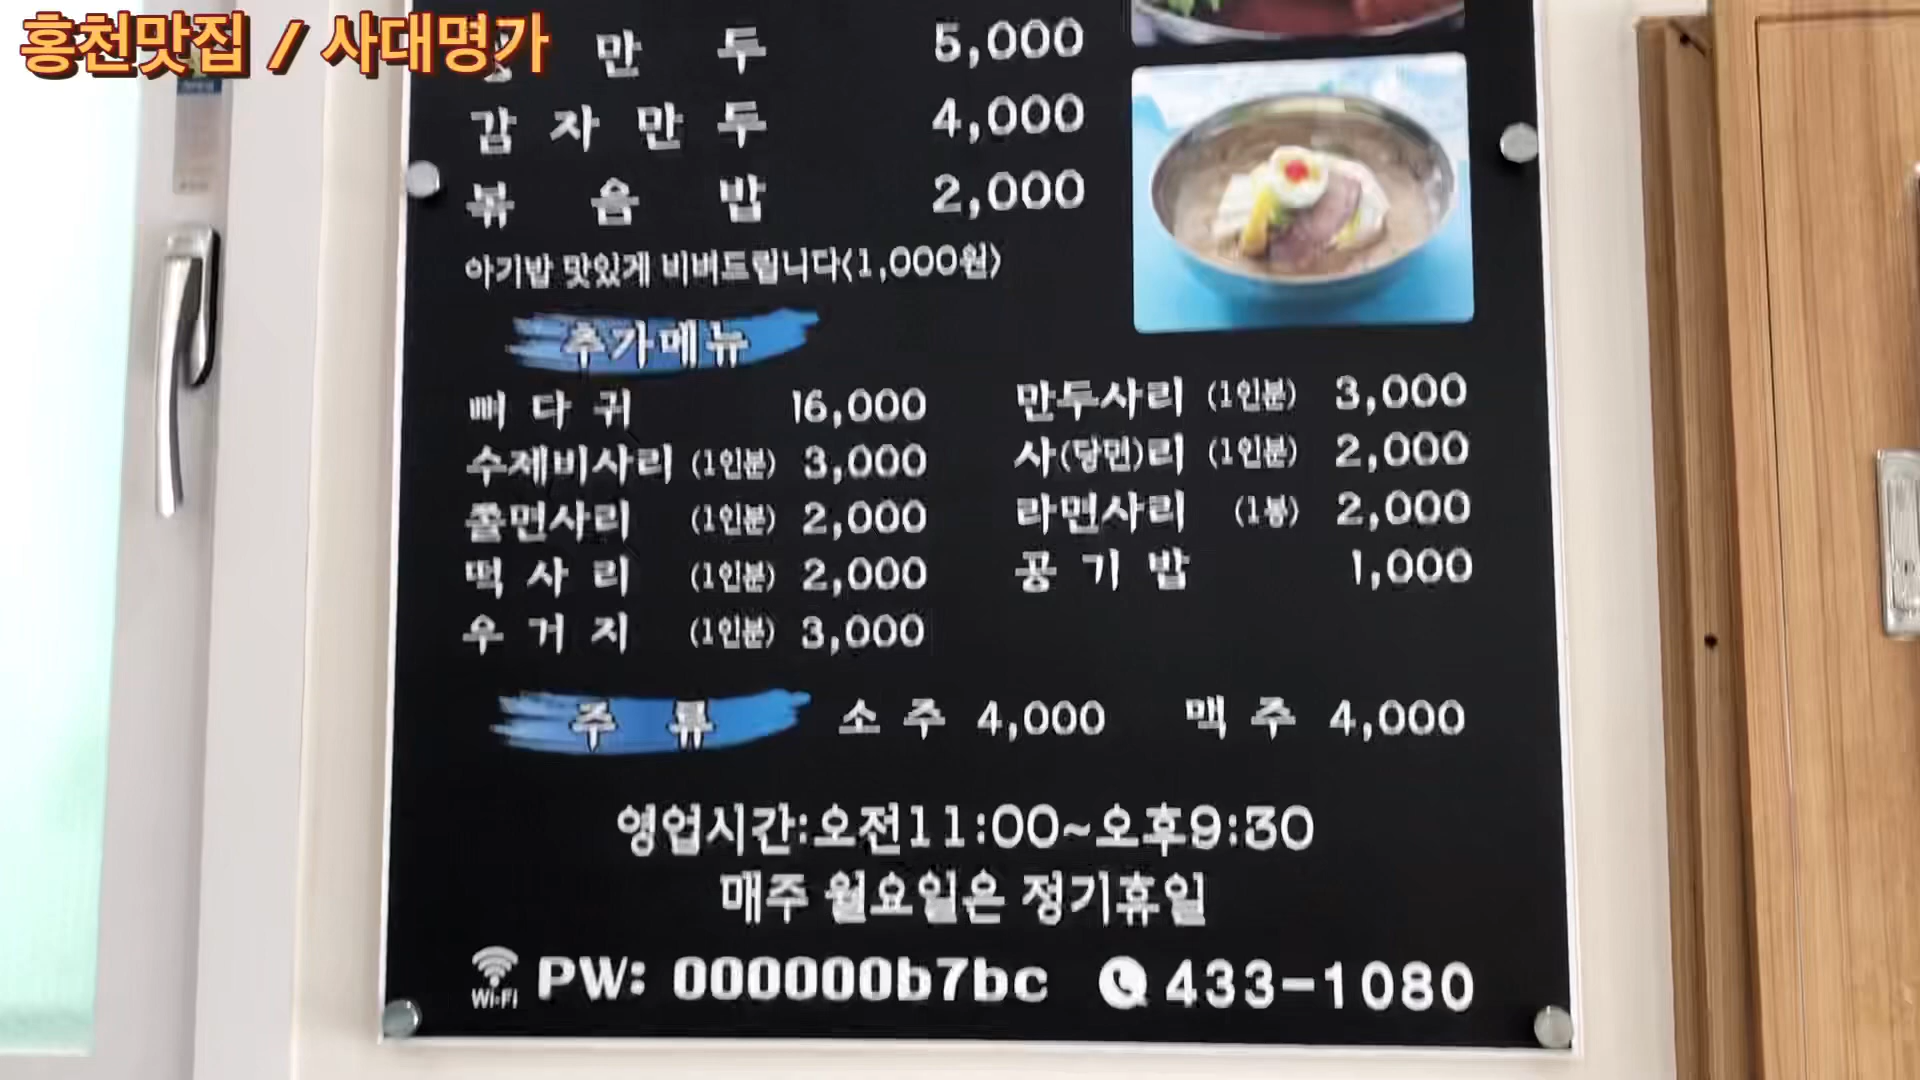 홍천맛집 / 사대명가
만두 5,000
감자만두 4,000
볶음밥 2,000
아기밥 맛있게 비벼드립니다(1,000원)
추가메뉴
뼈다귀 16,000
수제비사리 (1인분) 3,000
쫄면사리 (1인분) 2,000
떡사리 (1인분) 2,000
우거지 (1인분) 3,000
만두사리 (1인분) 3,000
사(당면)리 (1인분) 2,000
라면사리 (1봉) 2,000
공기밥 1,000
주류 소주 4,000 맥주 4,000
영업시간:오전11:00~오후9:30
매주 월요일은 정기휴일
Wi-Fi PW: 000000b7bc 433-1080